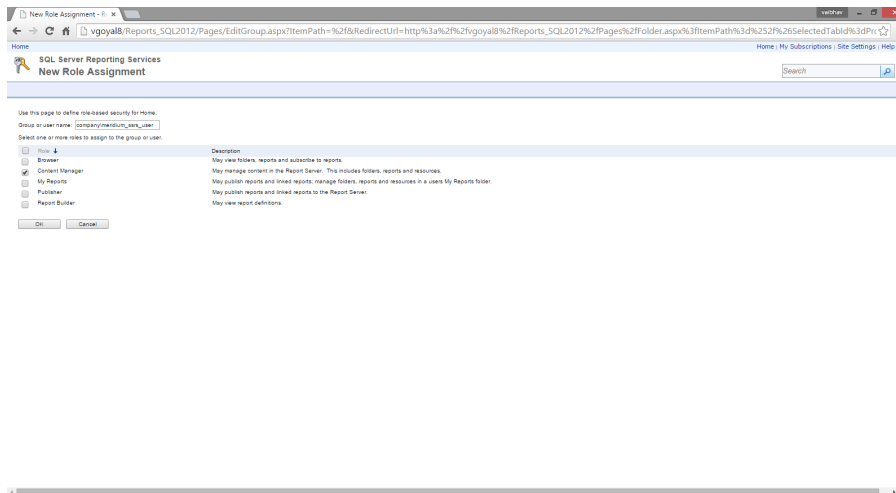 New Role Assignment - Re
vaibhav
vgoyal8/Reports_SQL2012/Pages/EditGroup.aspx?ItemPath=%2f&RedirectUrl=http%3a%2f%2fvgoyal8%2fReports_SQL2012%2fPages%2fFolder.aspx%3fItemPath%3d%252f%26SelectedTabId%3dPro
Home
Home | My Subscriptions | Site Settings | Help
SQL Server Reporting Services
New Role Assignment
Search
Use this page to define role-based security for Home.
Group or user name: company\meridium_ssrs_user
Select one or more roles to assign to the group or user.
Role Description
Browser May view folders, reports and subscribe to reports.
Content Manager May manage content in the Report Server. This includes folders, reports and resources.
My Reports May publish reports and linked reports; manage folders, reports and resources in a users My Reports folder.
Publisher May publish reports and linked reports to the Report Server.
Report Builder May view report definitions.
OK Cancel